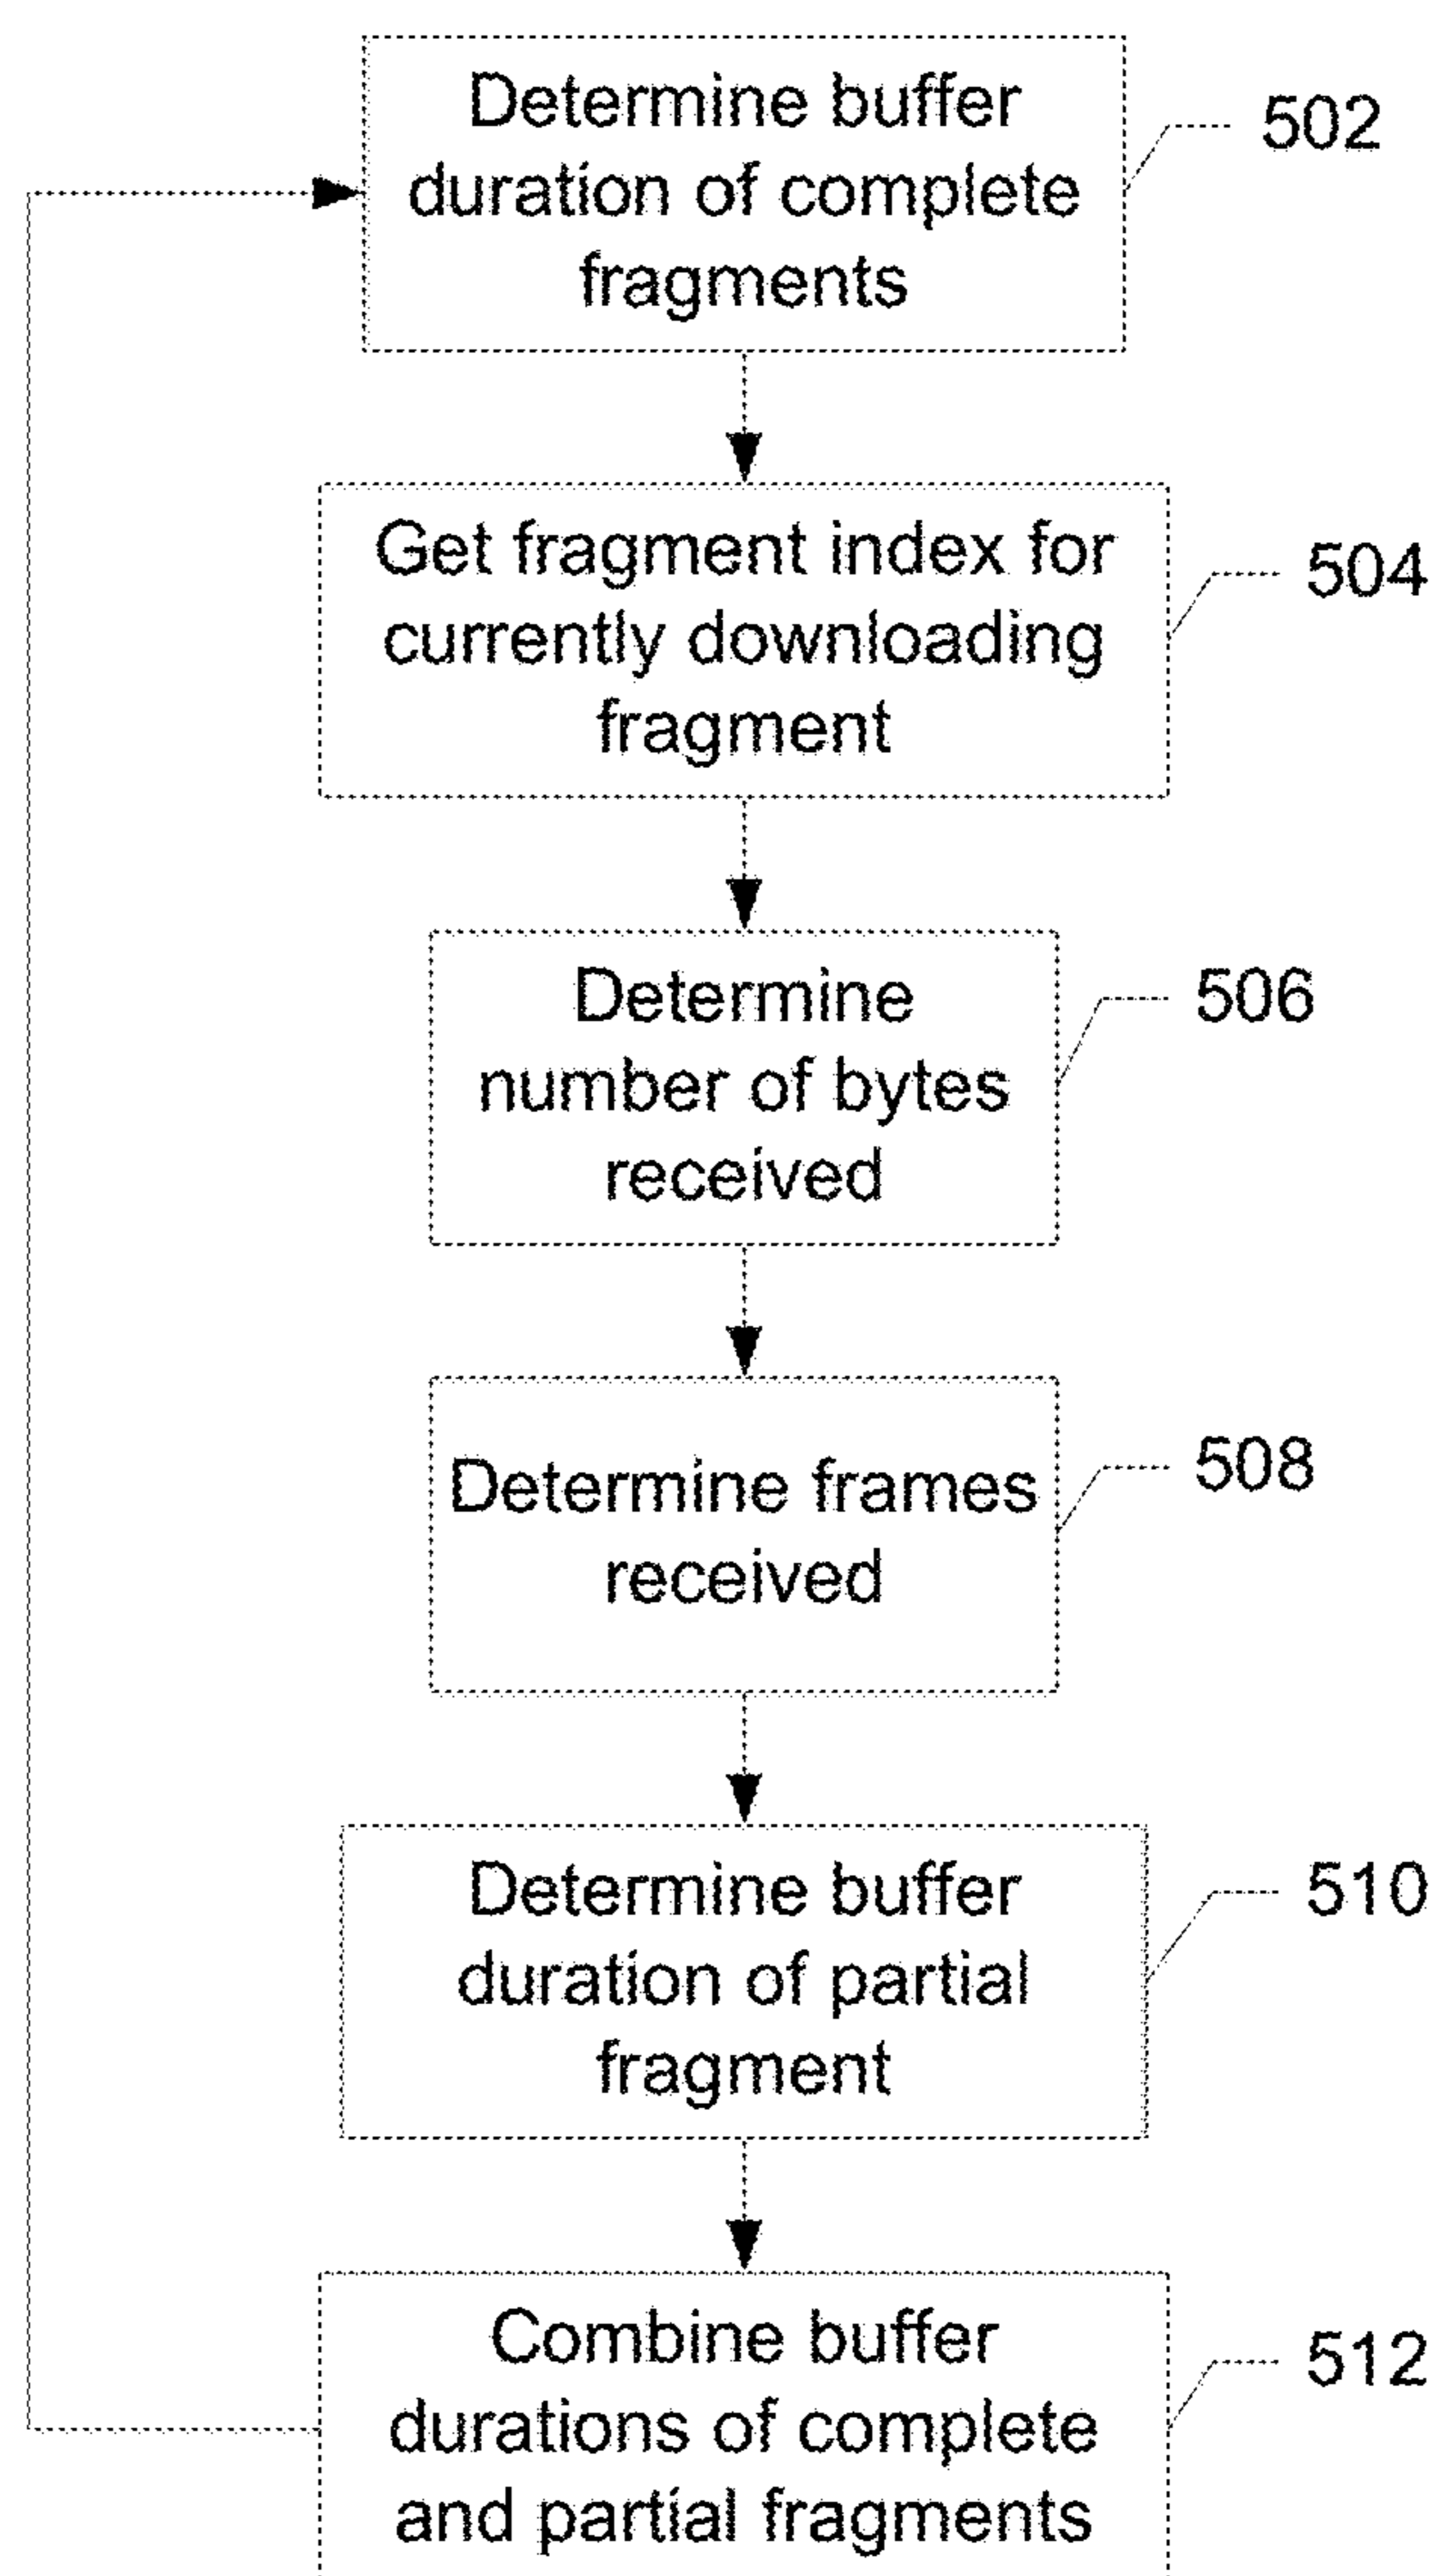 Determine buffer
duration of complete
fragments
502
Get fragment index for
currently downloading
fragment
504
Determine
number of bytes
received
506
Determine frames
received
508
Determine buffer
duration of partial
fragment
510
Combine buffer
durations of complete
and partial fragments
512